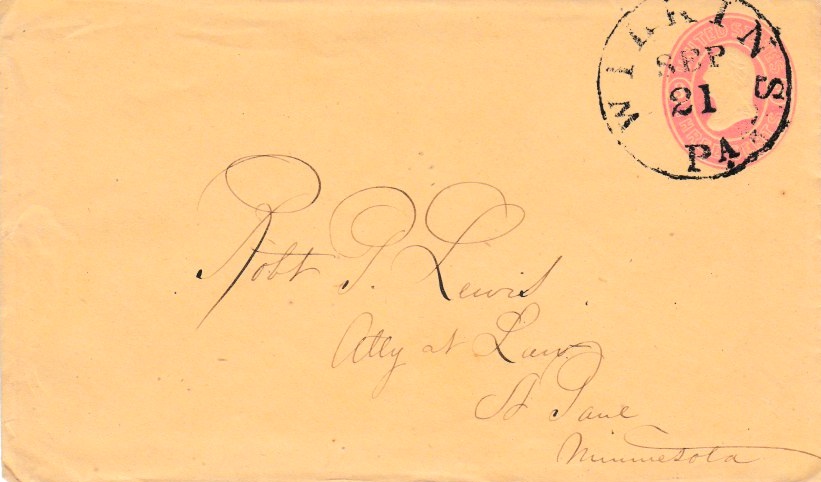 WILKINS
SEP
21
PA
Robt P. Lewis
Atty at Law
St Paul
Minnesota